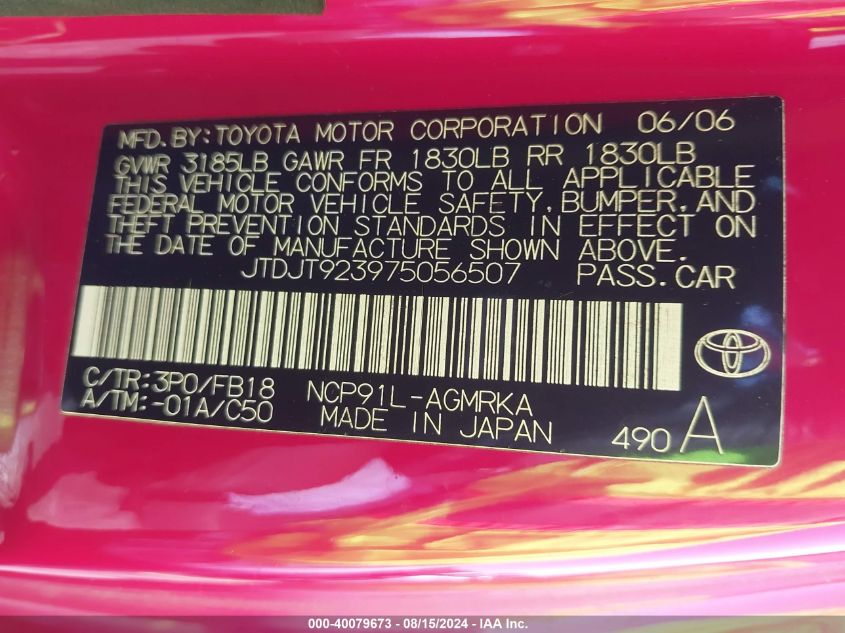 MFD.BY:TOYOTA MOTOR CORPORATION 06/06
GVWR 3185LB GAWR FR 1830LB RR 1830LB
THIS VEHICLE CONFORMS TO ALL APPLICABLE
FEDERAL MOTOR VEHICLE SAFETY,BUMPER,AND
THEFT PREVENTION STANDARDS IN EFFECT ON
THE DATE OF MANUFACTURE SHOWN ABOVE.
JTDJT923975056507 PASS.CAR
C/TR:3P0/FB18 NCP91L-AGMRKA
A/TM:-01A/C50 MADE IN JAPAN 490 A
000-40079673 - 08/15/2024 - IAA Inc.